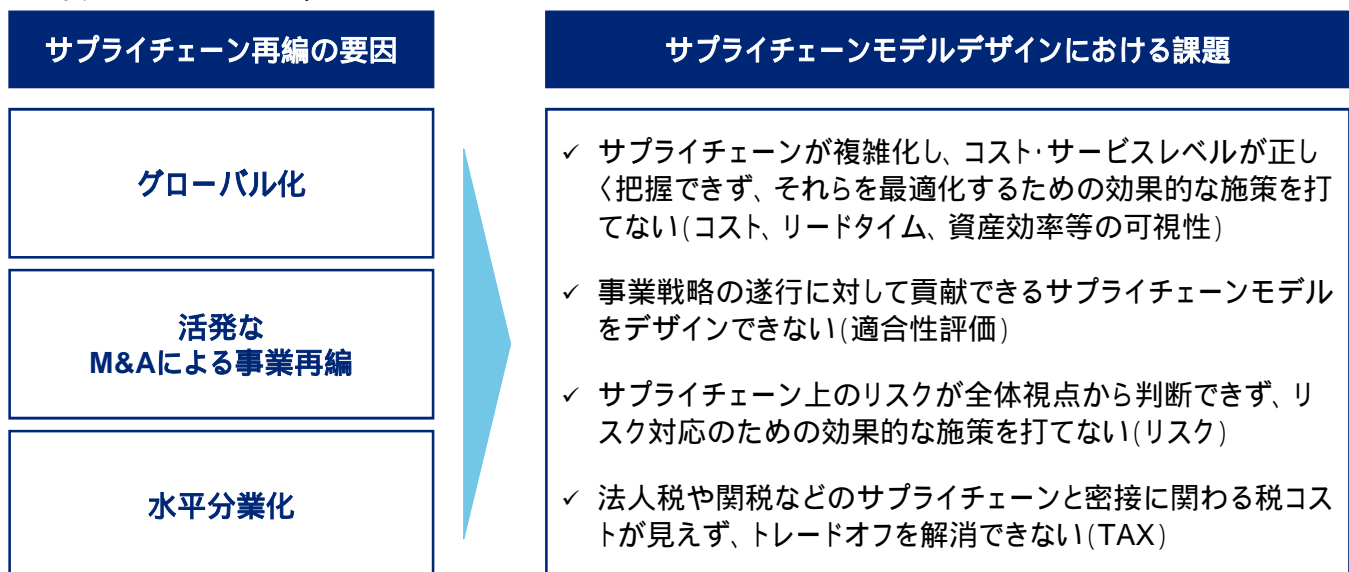 サプライチェーン再編の要因
グローバル化
活発な
M&Aによる事業再編
水平分業化
サプライチェーンモデルデザインにおける課題
✓ サプライチェーンが複雑化し、コスト・サービスレベルが正し
く把握できず、それらを最適化するための効果的な施策を打
てない(コスト、リードタイム、資産効率等の可視性)
✓ 事業戦略の遂行に対して貢献できるサプライチェーンモデル
をデザインできない(適合性評価)
✓ サプライチェーン上のリスクが全体視点から判断できず、リ
スク対応のための効果的な施策を打てない(リスク)
✓ 法人税や関税などのサプライチェーンと密接に関わる税コス
トが見えず、トレードオフを解消できない(TAX)